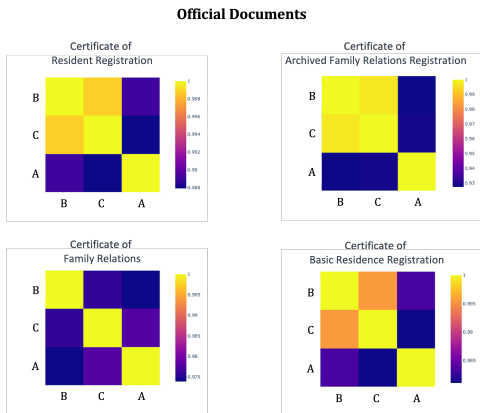 Official Documents
Certificate of
Resident Registration
B
C
A
B C A
1
0.998
0.996
0.994
0.992
0.99
0.988
Certificate of
Archived Family Relations Registration
B
C
A
B C A
1
0.99
0.98
0.97
0.96
0.95
0.94
0.93
Certificate of
Family Relations
B
C
A
B C A
1
0.995
0.99
0.985
0.98
0.975
Certificate of
Basic Residence Registration
B
C
A
B C A
1
0.995
0.99
0.985